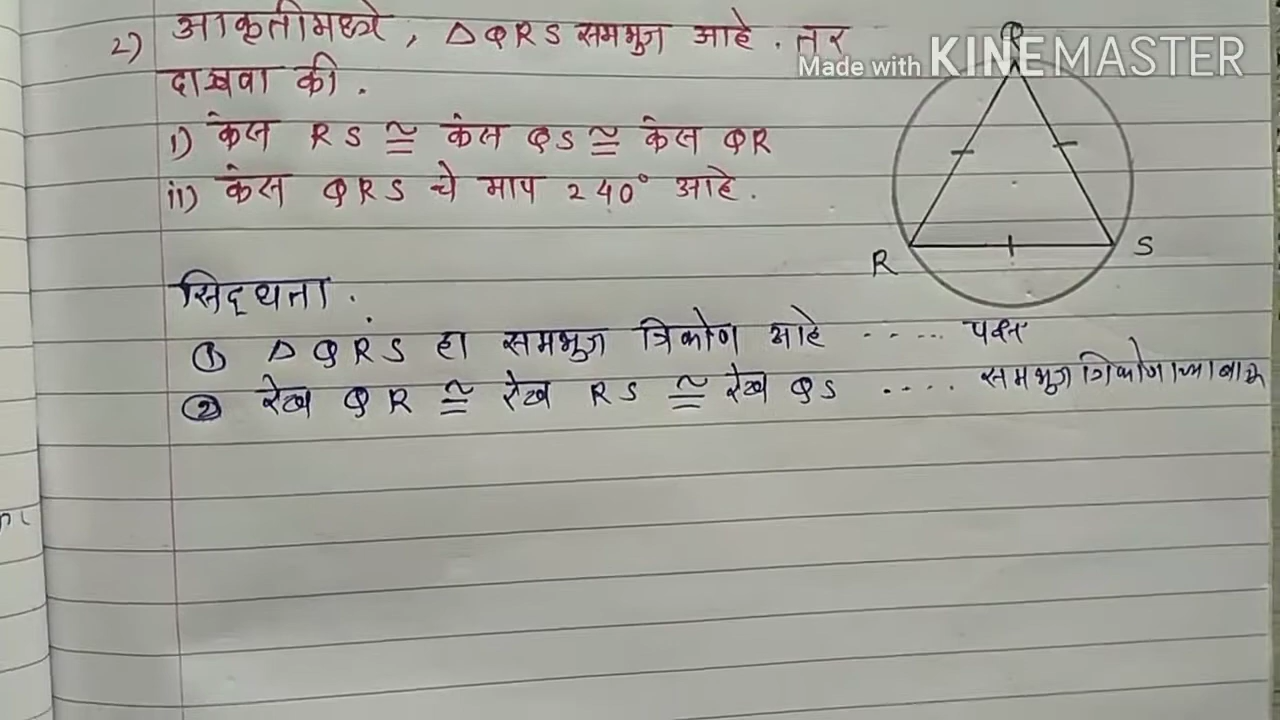 2) आकृतीमध्ये , △QRS समभुज आहे . तर
दाखवा की .
i) कंस RS ≅ कंस QS ≅ कंस QR
ii) कंस QRS चे माप 240° आहे .
Q
Made with KINEMASTER
R
S
सिद्धता .
① △QRS हा समभुज त्रिकोण आहे ..... पक्ष
② रेख QR ≅ रेख RS ≅ रेख QS .... समभुज त्रिकोणाच्या बाजू